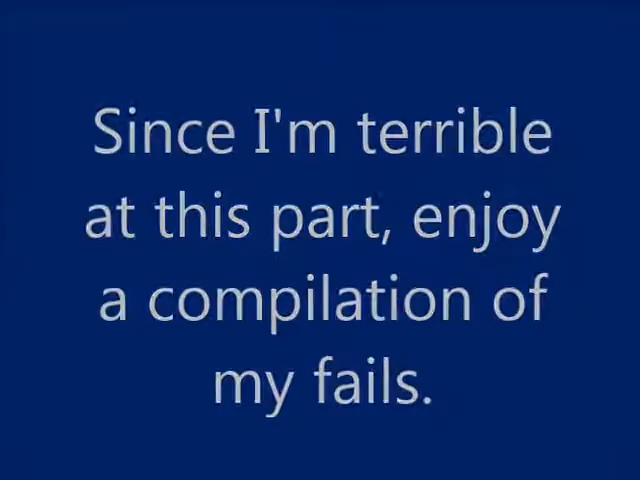 Since I'm terrible
at this part, enjoy
a compilation of
my fails.